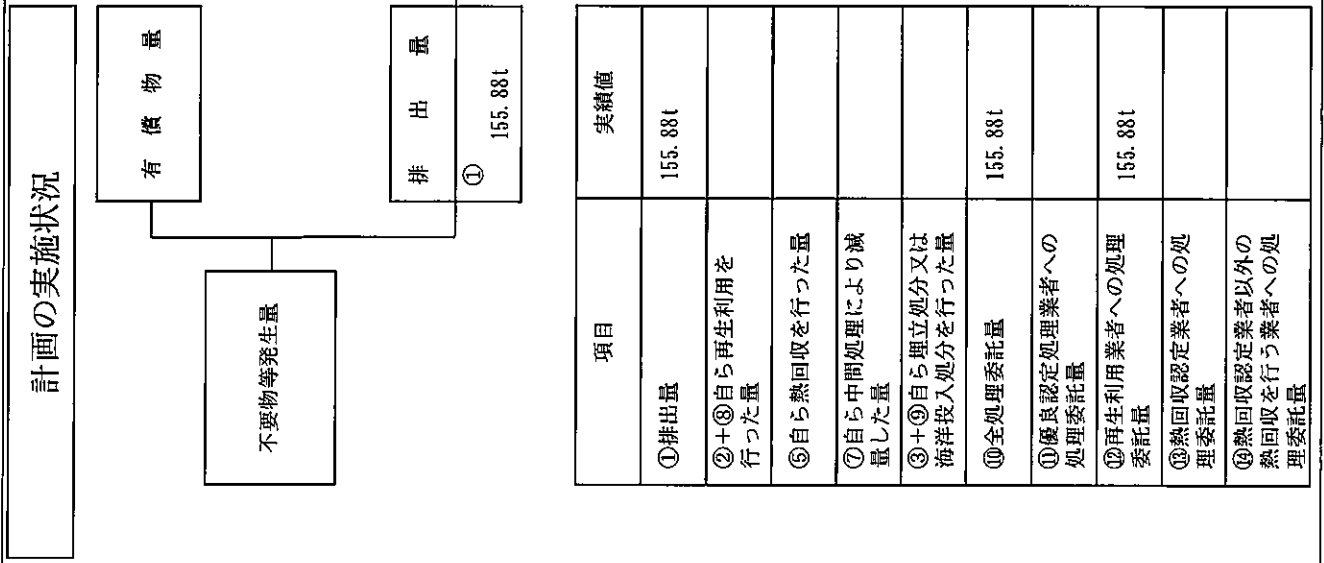 計画の実施状況
有償物量
不要物等発生量
排出量
①
155.88t
項目
実績値
①排出量
155.88t
②+⑧自ら再生利用を
行った量
⑤自ら熱回収を行った量
⑦自ら中間処理により減
量した量
③+⑨自ら埋立処分又は
海洋投入処分を行った量
⑩全処理委託量
155.88t
⑪優良認定処理業者への
処理委託量
⑫再生利用業者への処理
委託量
155.88t
⑬熱回収認定業者への処
理委託量
⑭熱回収認定業者以外の
熱回収を行う業者への処
理委託量